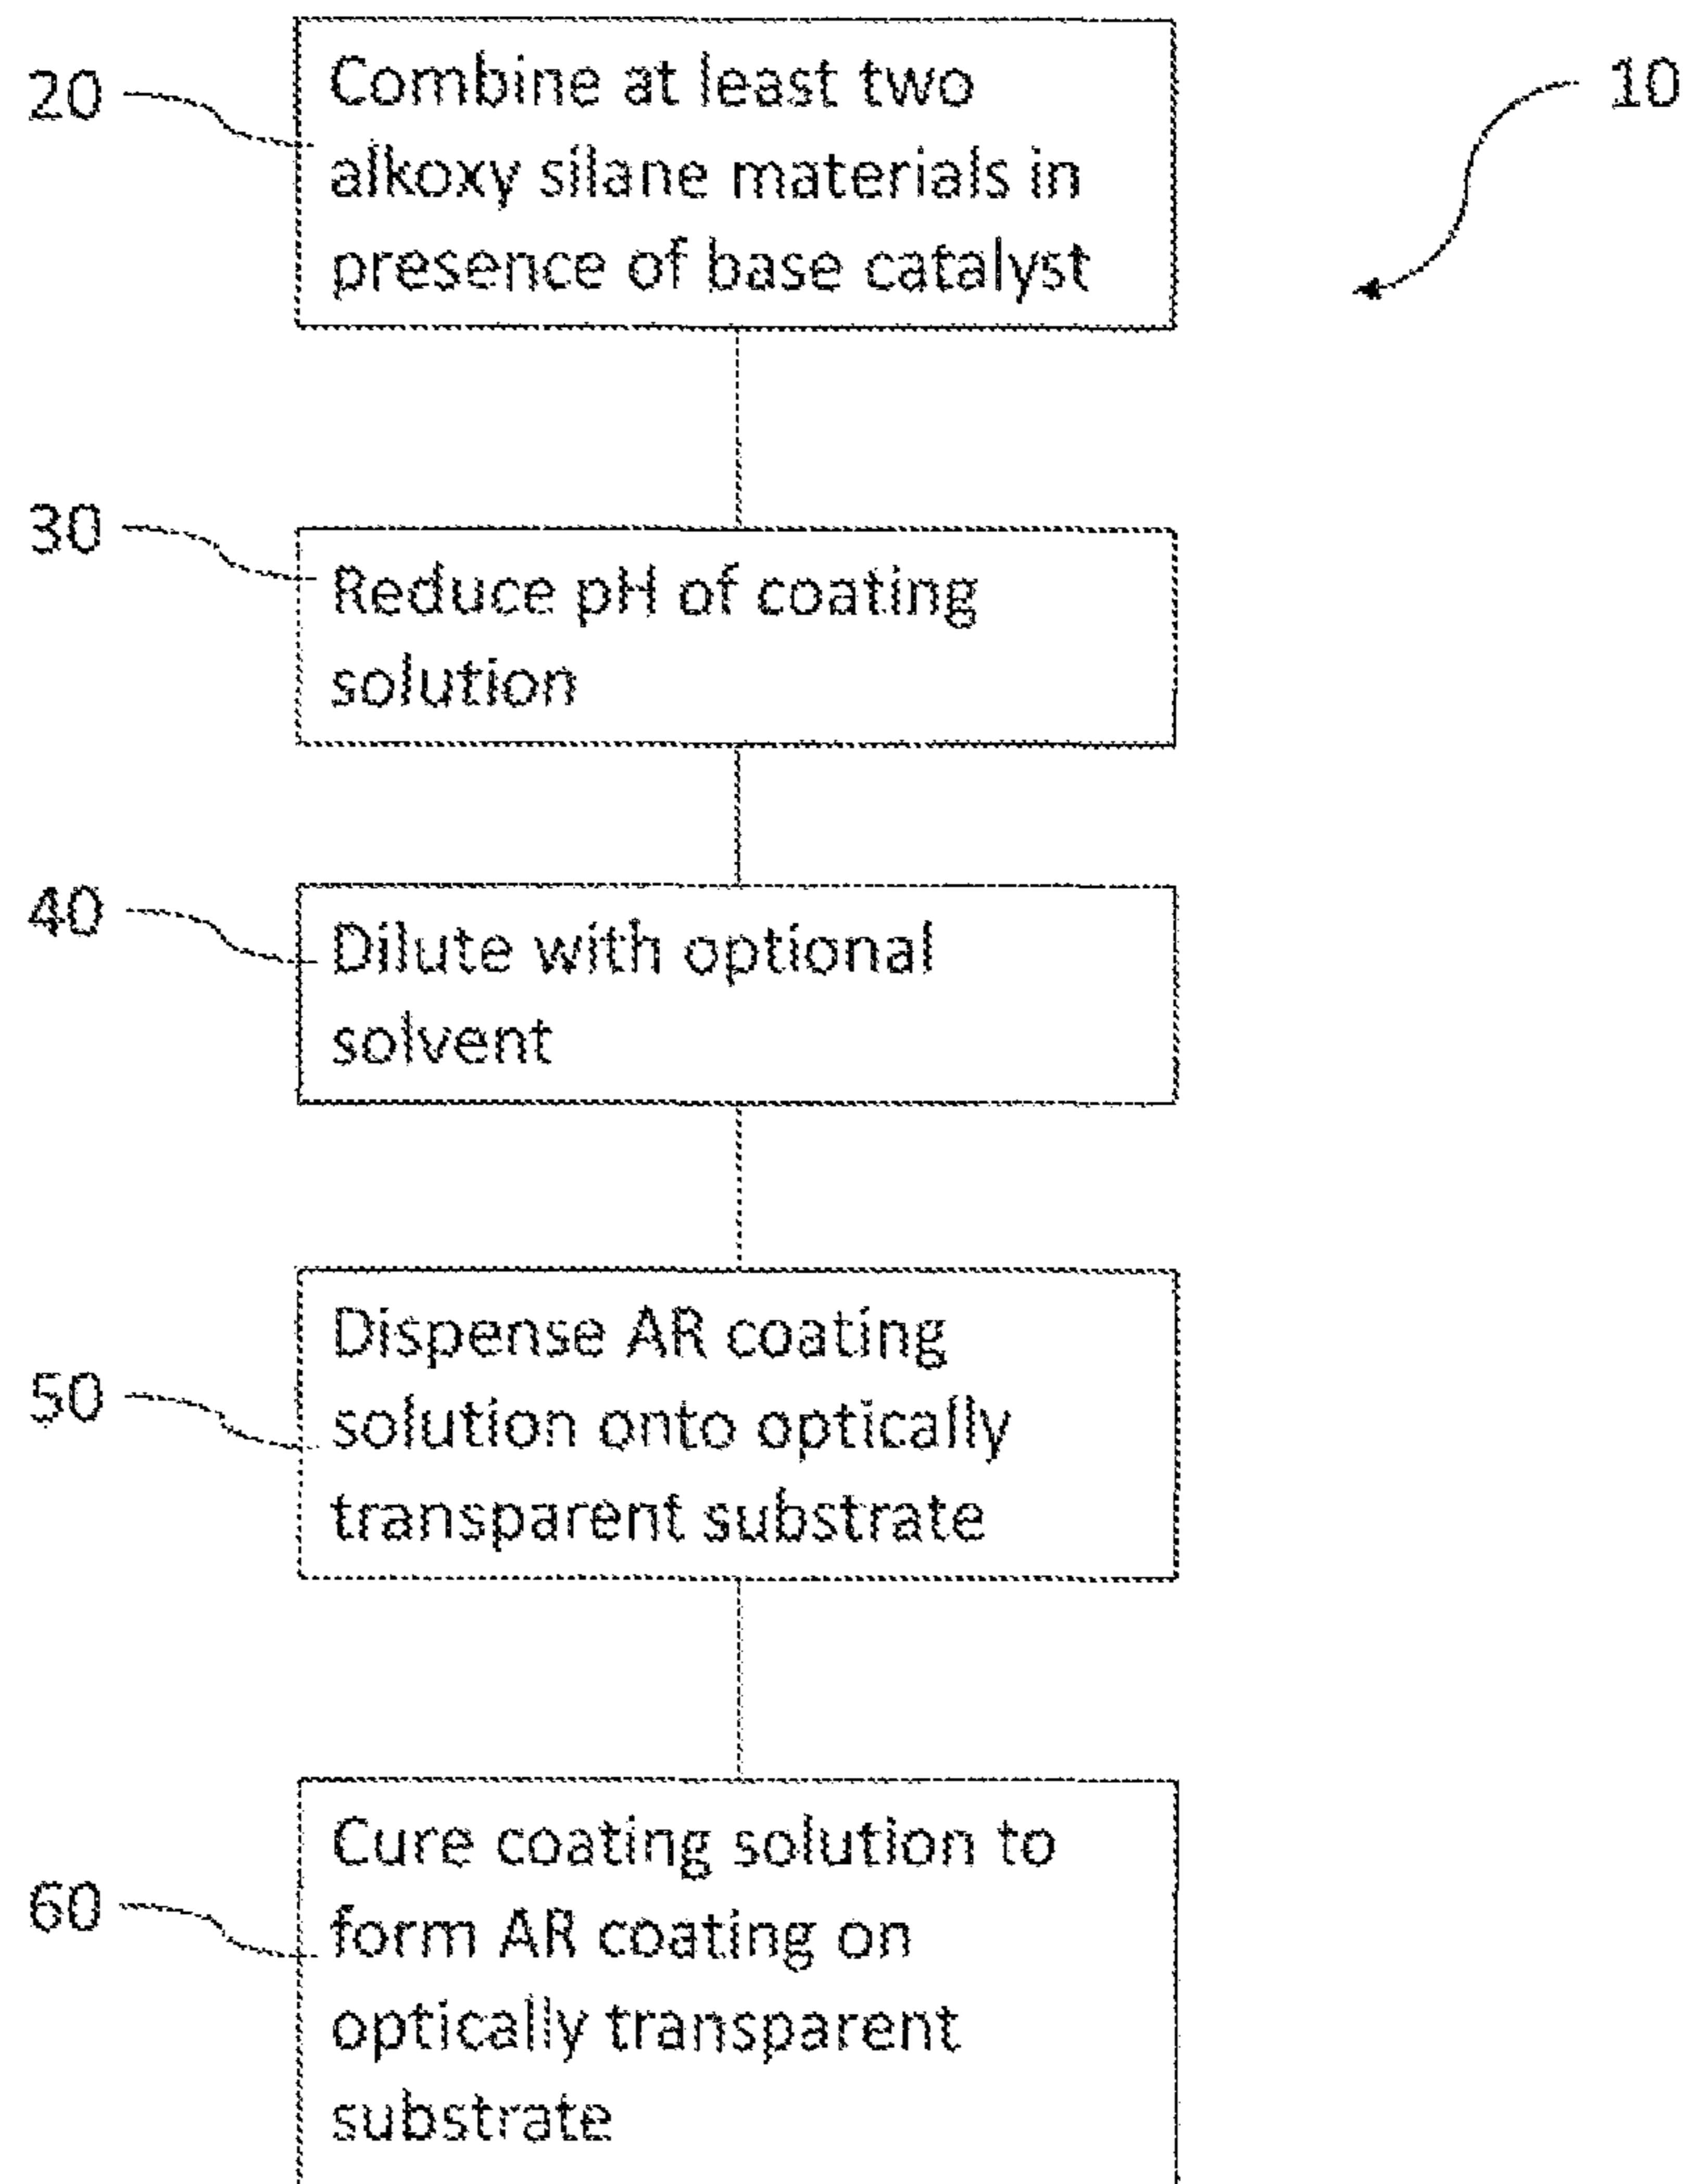 10
20
Combine at least two
alkoxy silane materials in
presence of base catalyst
30
Reduce pH of coating
solution
40
Dilute with optional
solvent
50
Dispense AR coating
solution onto optically
transparent substrate
60
Cure coating solution to
form AR coating on
optically transparent
substrate